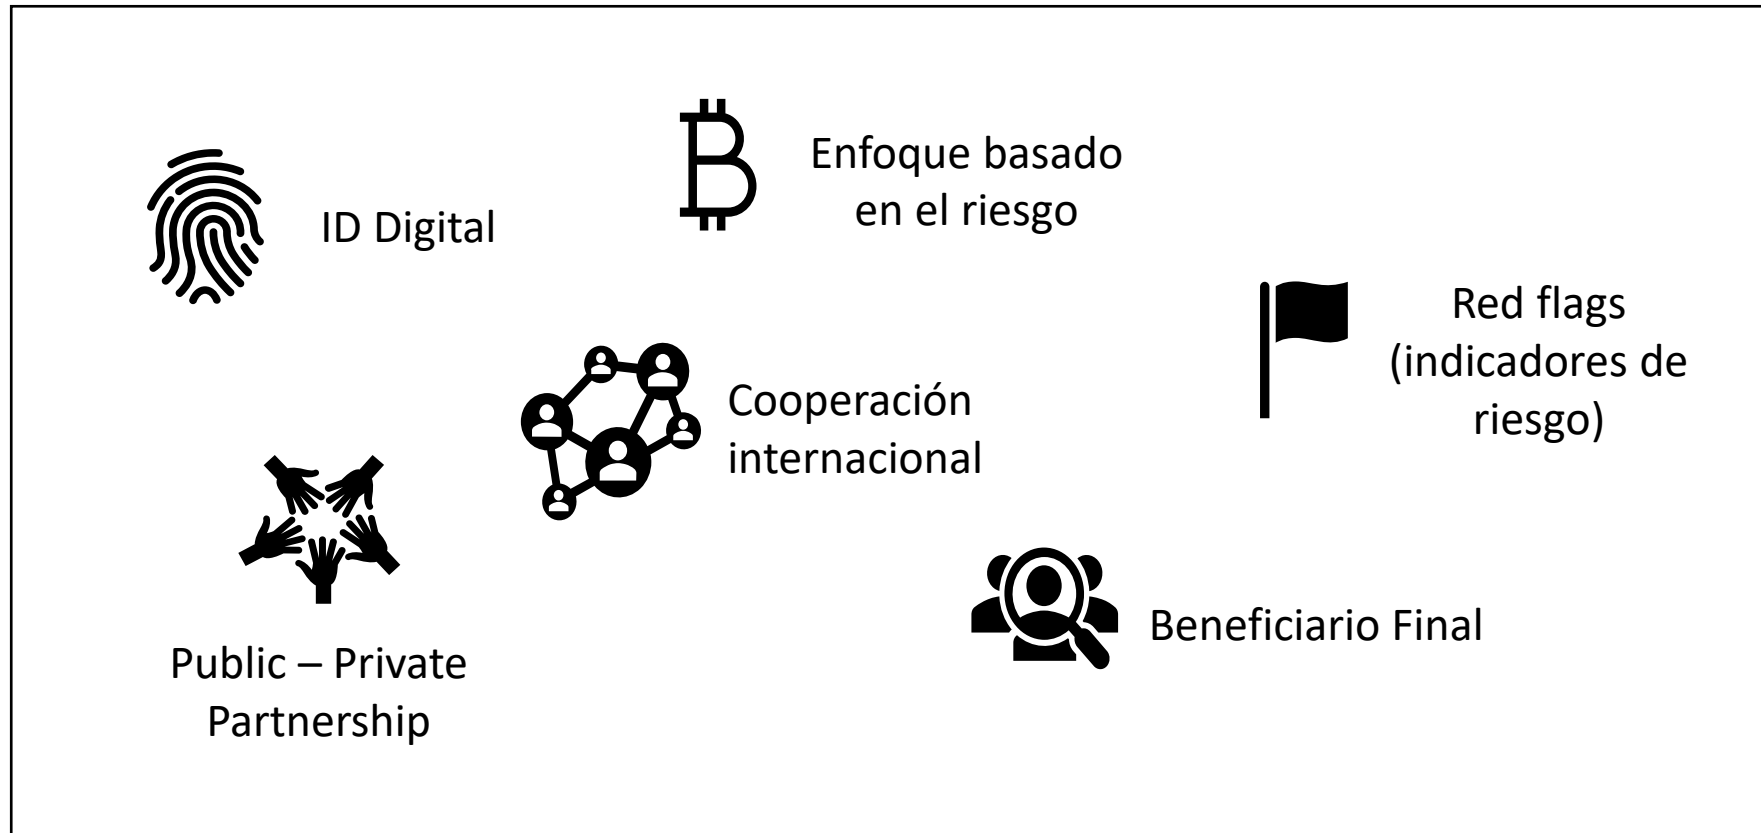 ID Digital
Enfoque basado
en el riesgo
Red flags
(indicadores de
riesgo)
Cooperación
internacional
Public – Private
Partnership
Beneficiario Final